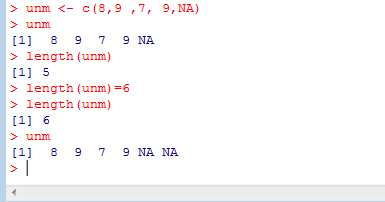 > unm <- c(8,9 ,7, 9,NA)
> unm
[1]  8  9  7  9 NA
> length(unm)
[1] 5
> length(unm)=6
> length(unm)
[1] 6
> unm
[1]  8  9  7  9 NA NA
>